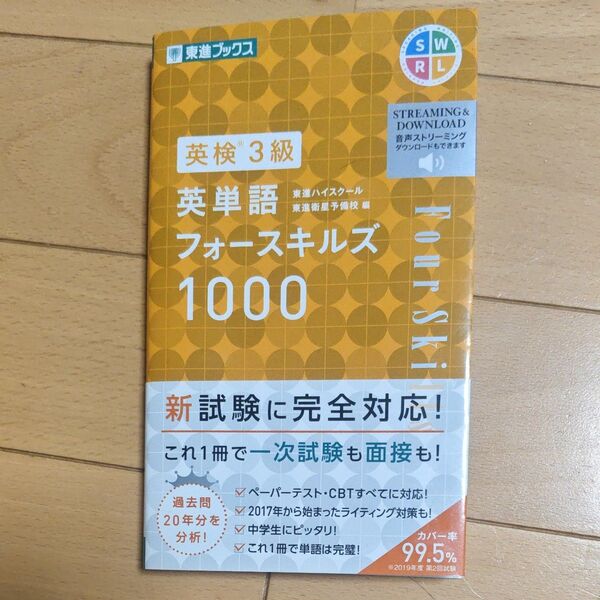 東進ブックス
S W
R L
STREAMING &
DOWNLOAD
音声ストリーミング
ダウンロードもできます
英検®3級
英単語
東進ハイスクール
東進衛星予備校 編
フォースキルズ
1000
Four Skills
新試験に完全対応!
これ1冊で一次試験も面接も!
過去問
20年分を
分析!
ペーパーテスト・CBTすべてに対応!
2017年から始まったライティング対策も!
中学生にピッタリ!
これ1冊で単語は完璧!
カバー率
99.5%
※2019年度 第2回試験